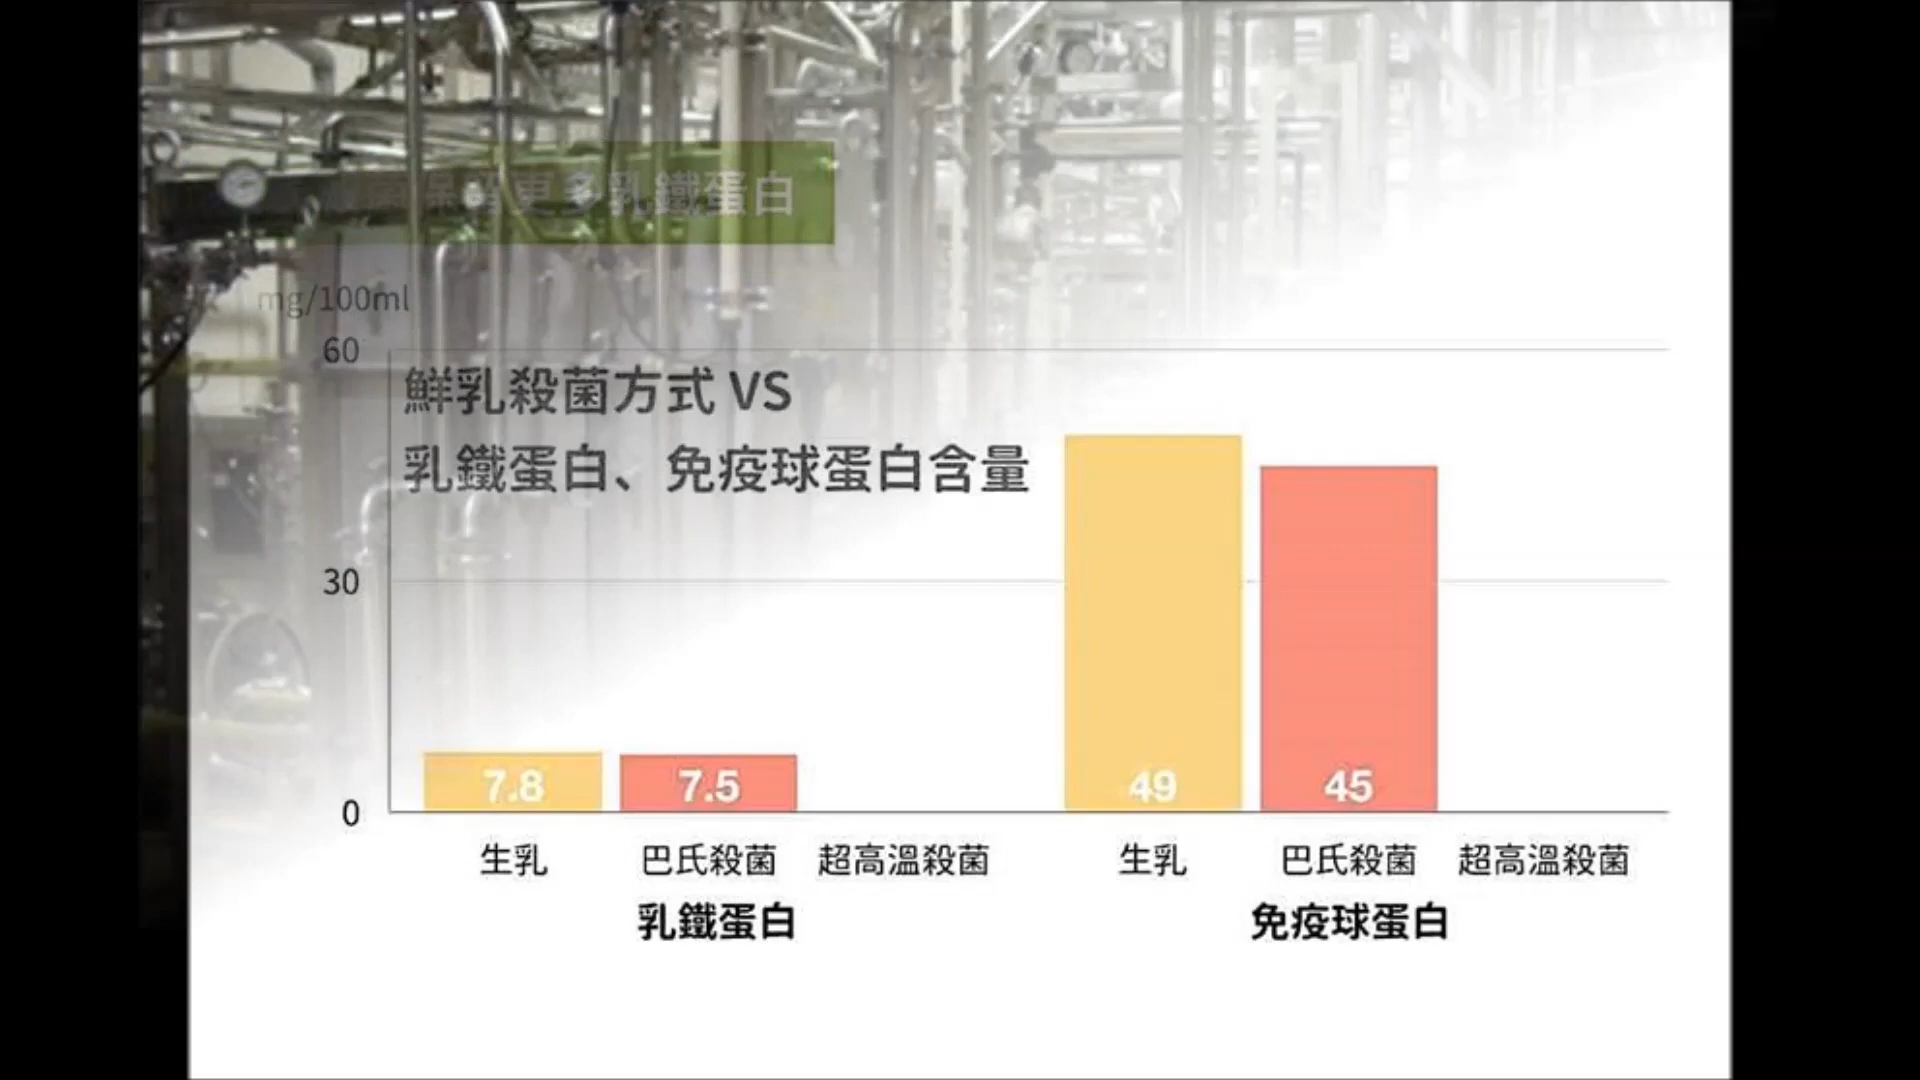 更多乳鐵蛋白
mg/100ml
60
鮮乳殺菌方式 VS
乳鐵蛋白、免疫球蛋白含量
30
7.8
7.5
49
45
0
生乳
巴氏殺菌
超高溫殺菌
生乳
巴氏殺菌
超高溫殺菌
乳鐵蛋白
免疫球蛋白